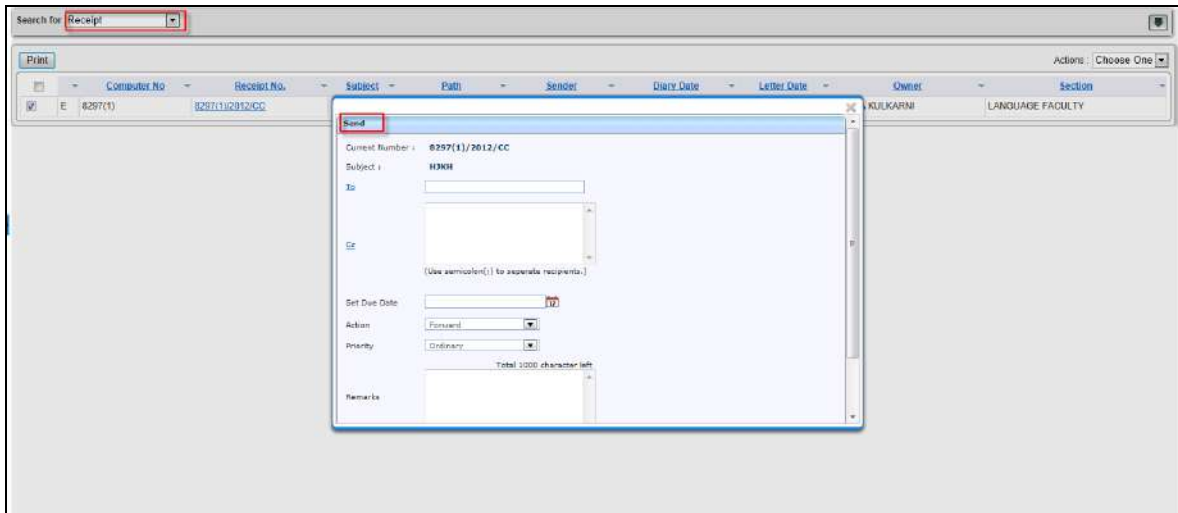 Search for Receipt
Print
Actions : Choose One
Computer No Receipt No. Subject Path Sender Diary Date Letter Date Owner Section
E 8297(1) 8297(1)/2012/CC KULKARNI LANGUAGE FACULTY
Send
Current Number : 8297(1)/2012/CC
Subject : HJKH
To
Cc
(Use semicolon(;) to seperate recipients.)
Set Due Date
Action Forward
Priority Ordinary
Total 1000 character left
Remarks